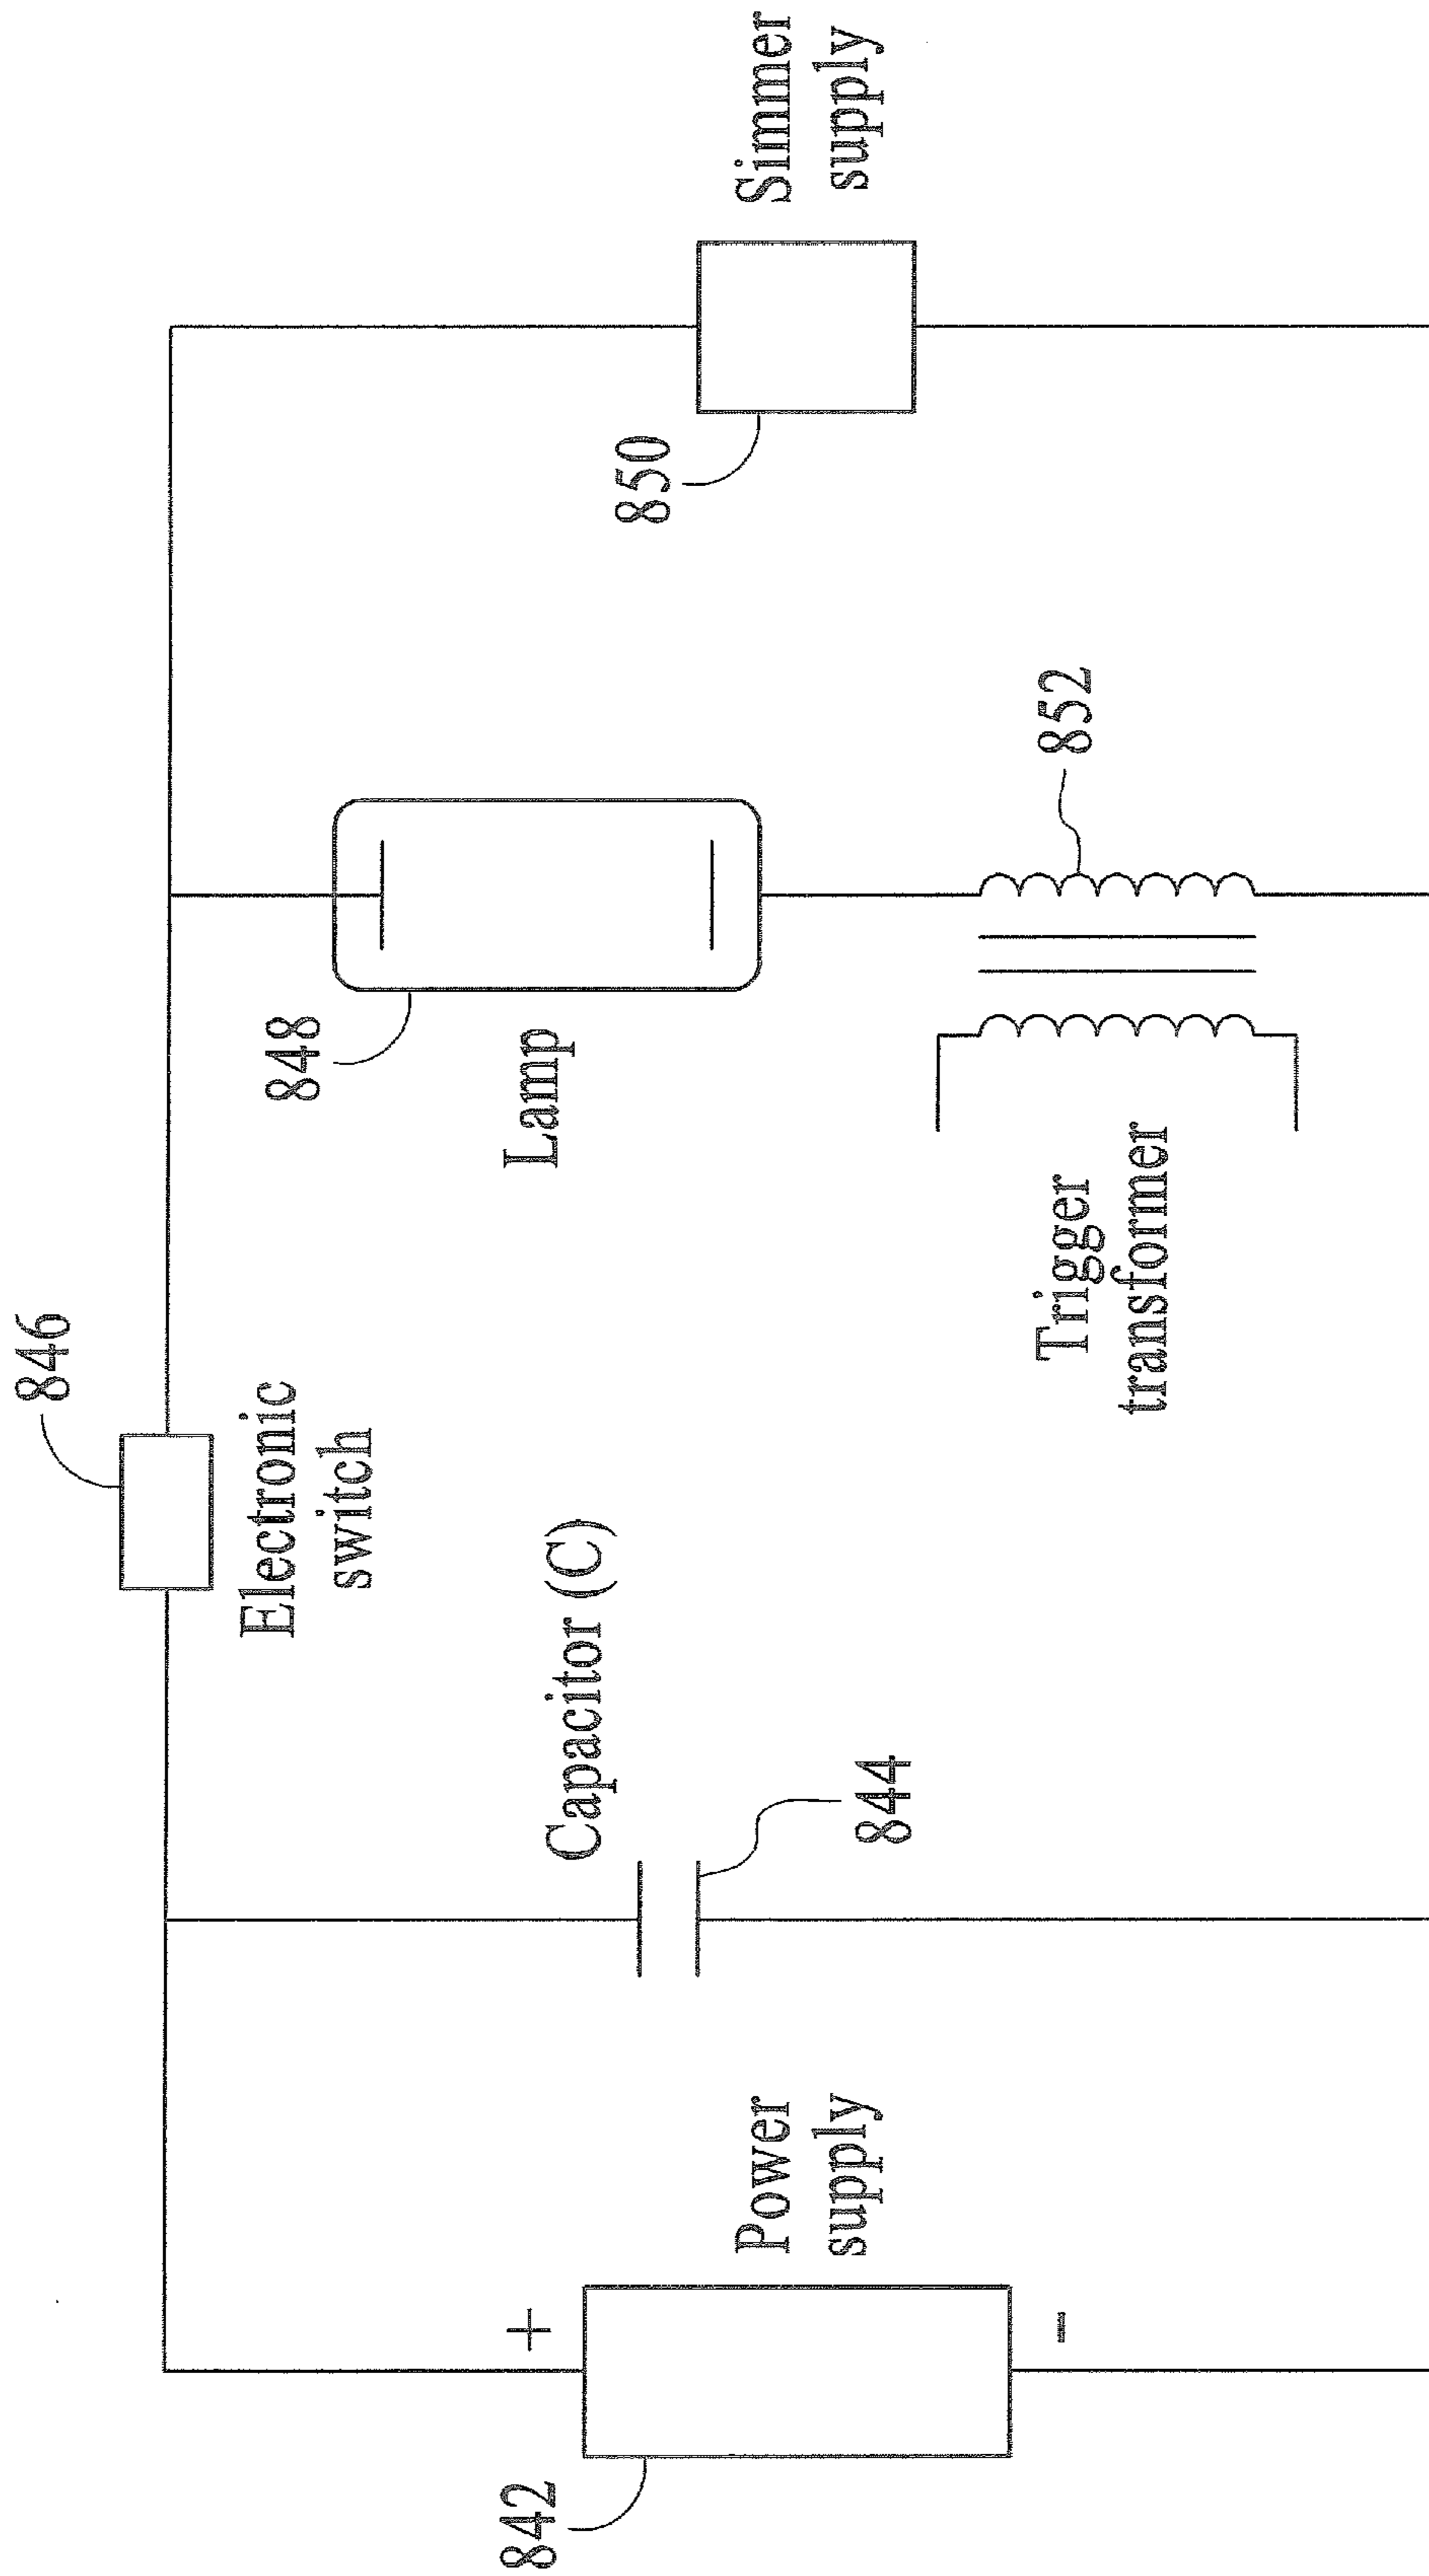 846
Electronic
switch
848
Lamp
Simmer
supply
850
Capacitor (C)
844
852
Trigger
transformer
Power
supply
+
-
842